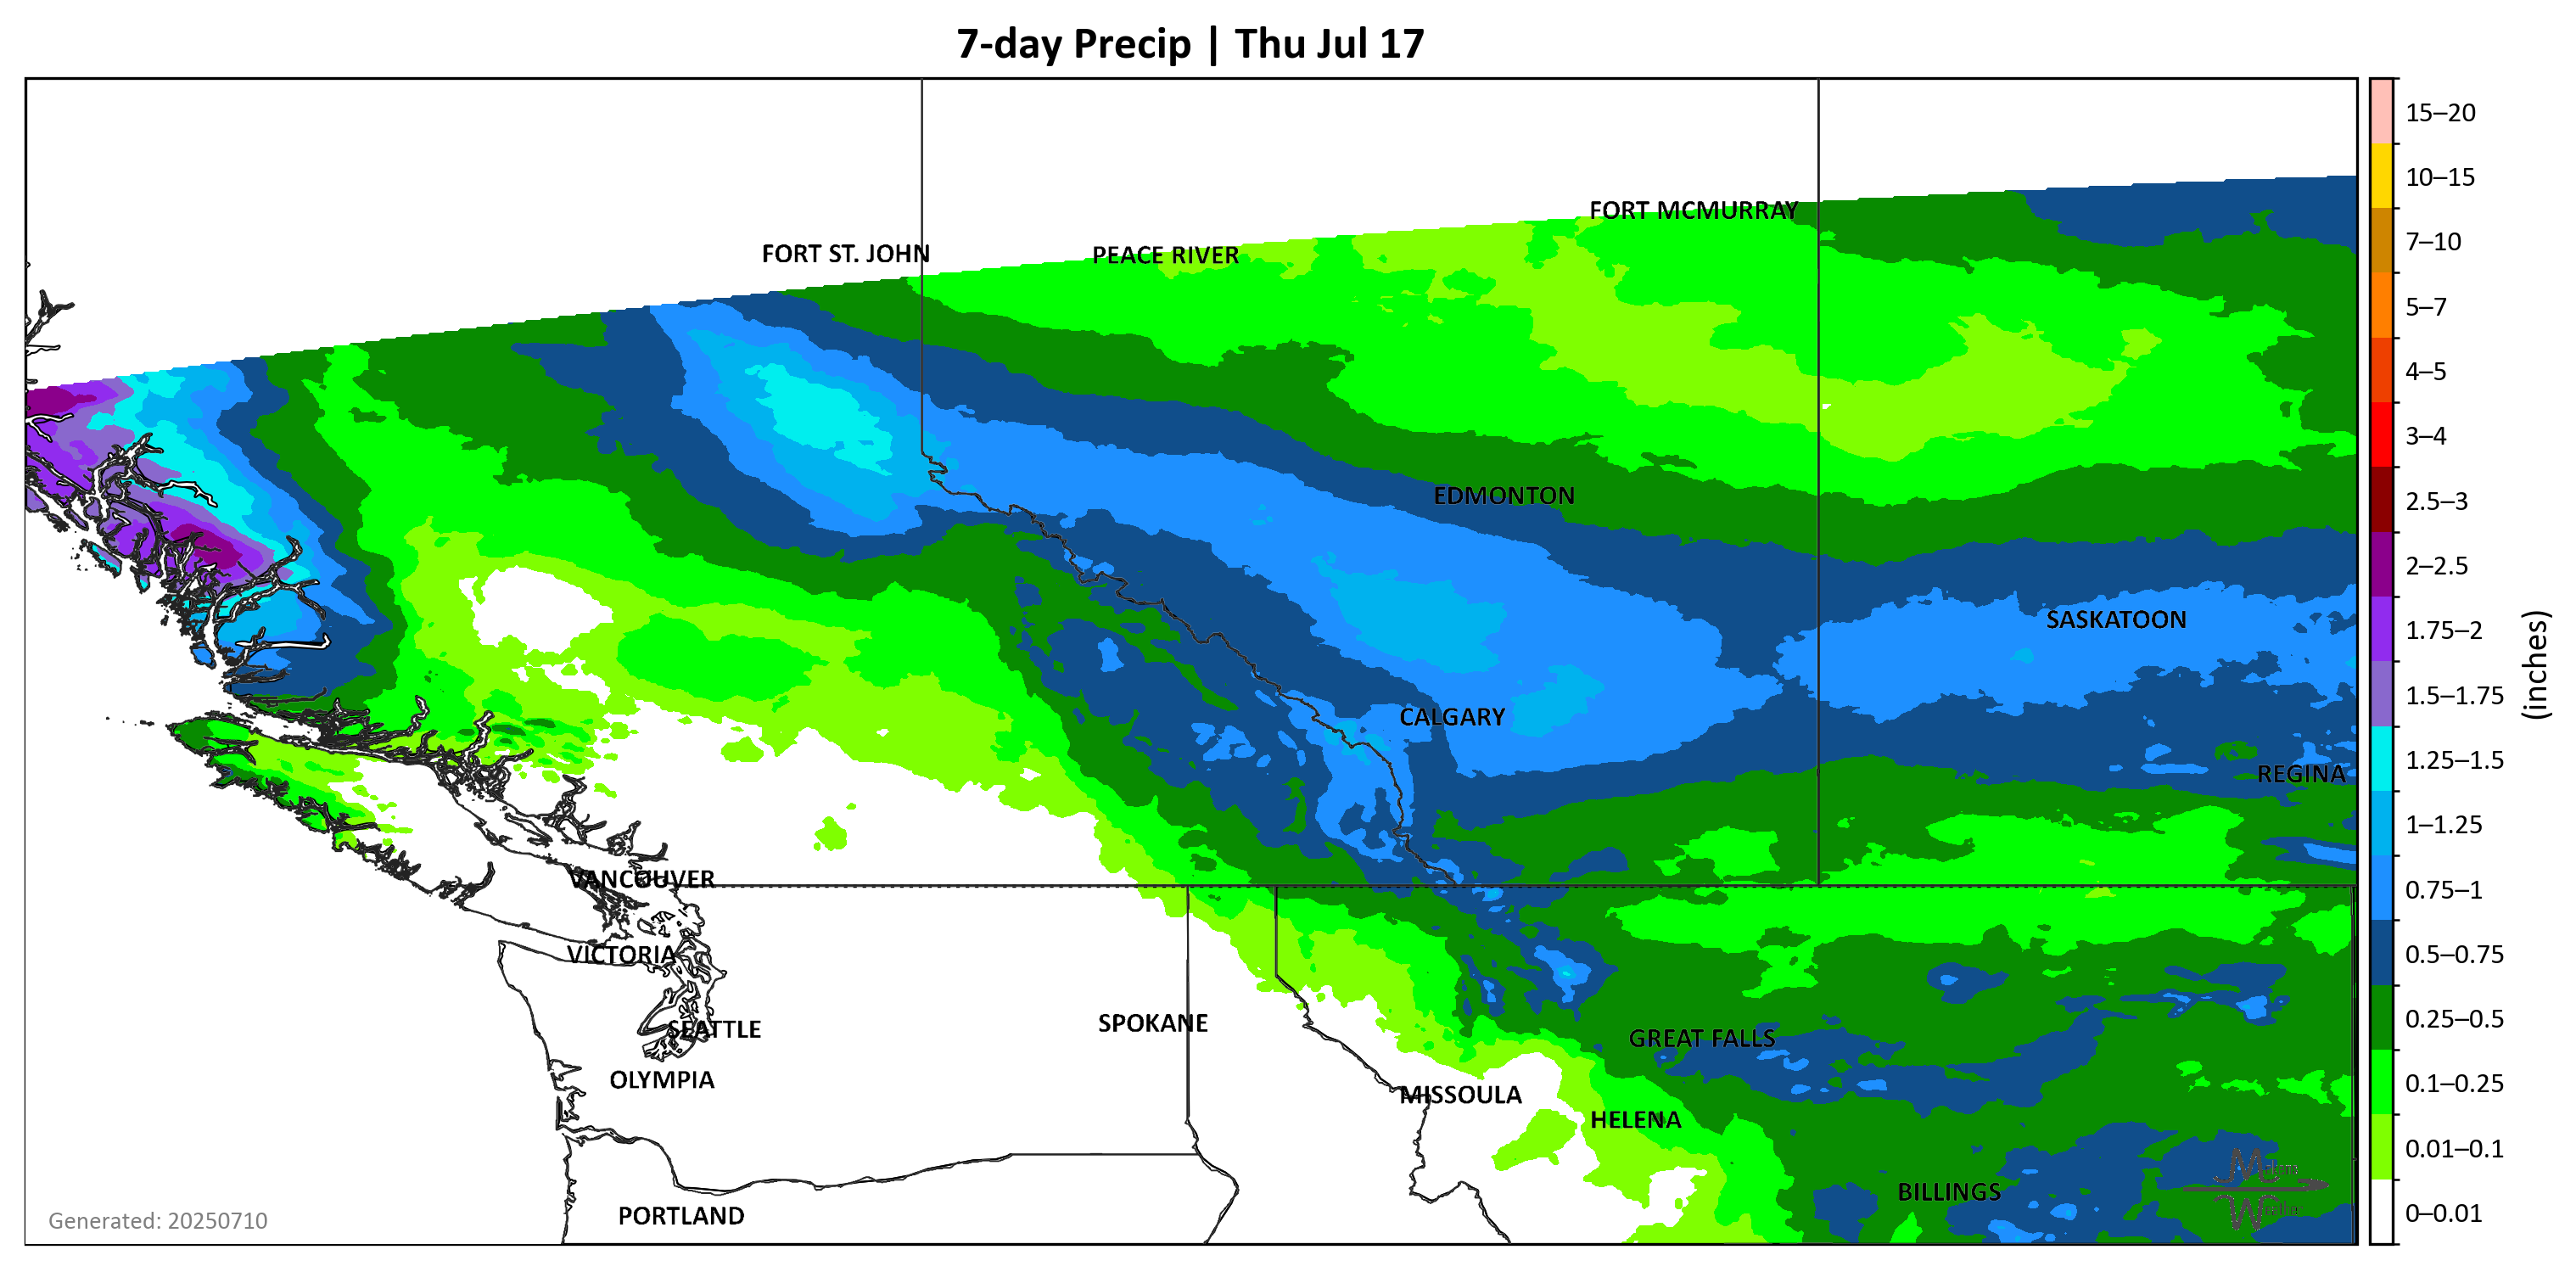 7-day Precip | Thu Jul 17
FORT MCMURRAY
FORT ST. JOHN
PEACE RIVER
EDMONTON
SASKATOON
CALGARY
REGINA
VANCOUVER
VICTORIA
SEATTLE
SPOKANE
GREAT FALLS
OLYMPIA
MISSOULA
HELENA
BILLINGS
PORTLAND
Generated: 20250710
15–20
10–15
7–10
5–7
4–5
3–4
2.5–3
2–2.5
1.75–2
1.5–1.75
1.25–1.5
1–1.25
0.75–1
0.5–0.75
0.25–0.5
0.1–0.25
0.01–0.1
0–0.01
(inches)